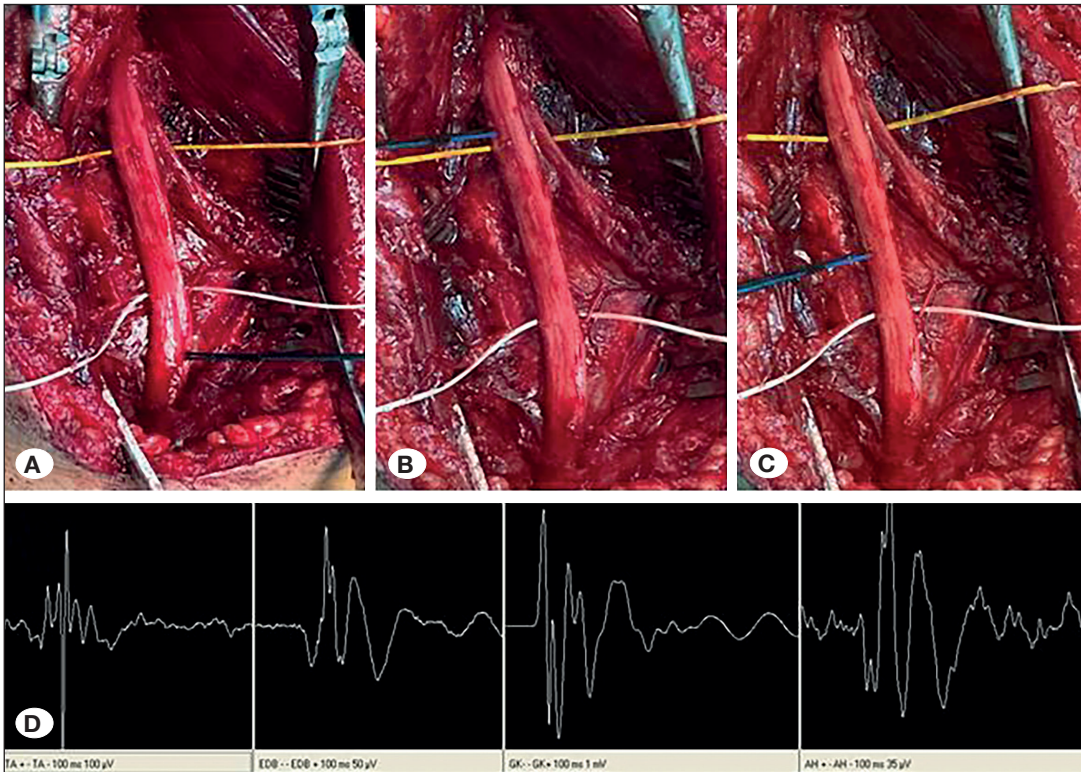 A
B
C
D
TA + - TA - 100 ms 100 µV
EDB - - EDB + 100 ms 50 µV
GK - - GK + 100 ms 1 mV
AH + - AH - 100 ms 35 µV